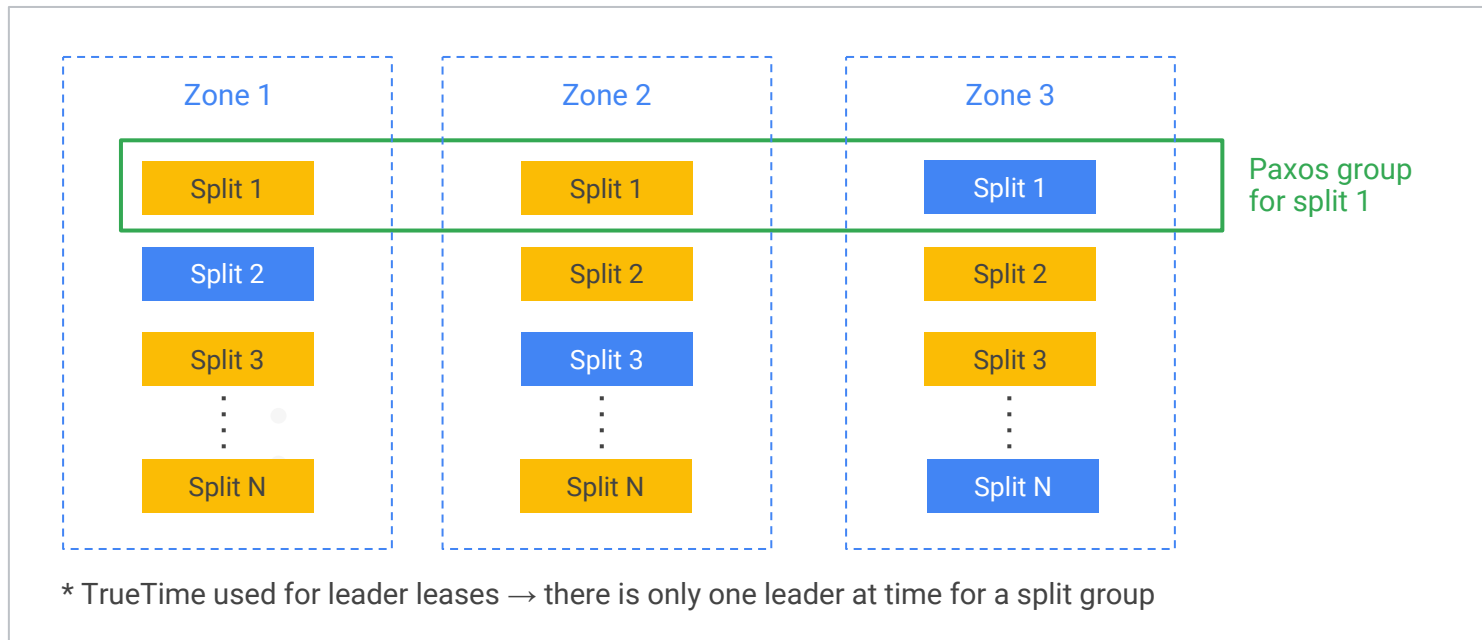 Zone 1
Zone 2
Zone 3
Split 1
Split 1
Split 1
Paxos group
for split 1
Split 2
Split 2
Split 2
Split 3
Split 3
Split 3
Split N
Split N
Split N
* TrueTime used for leader leases → there is only one leader at time for a split group